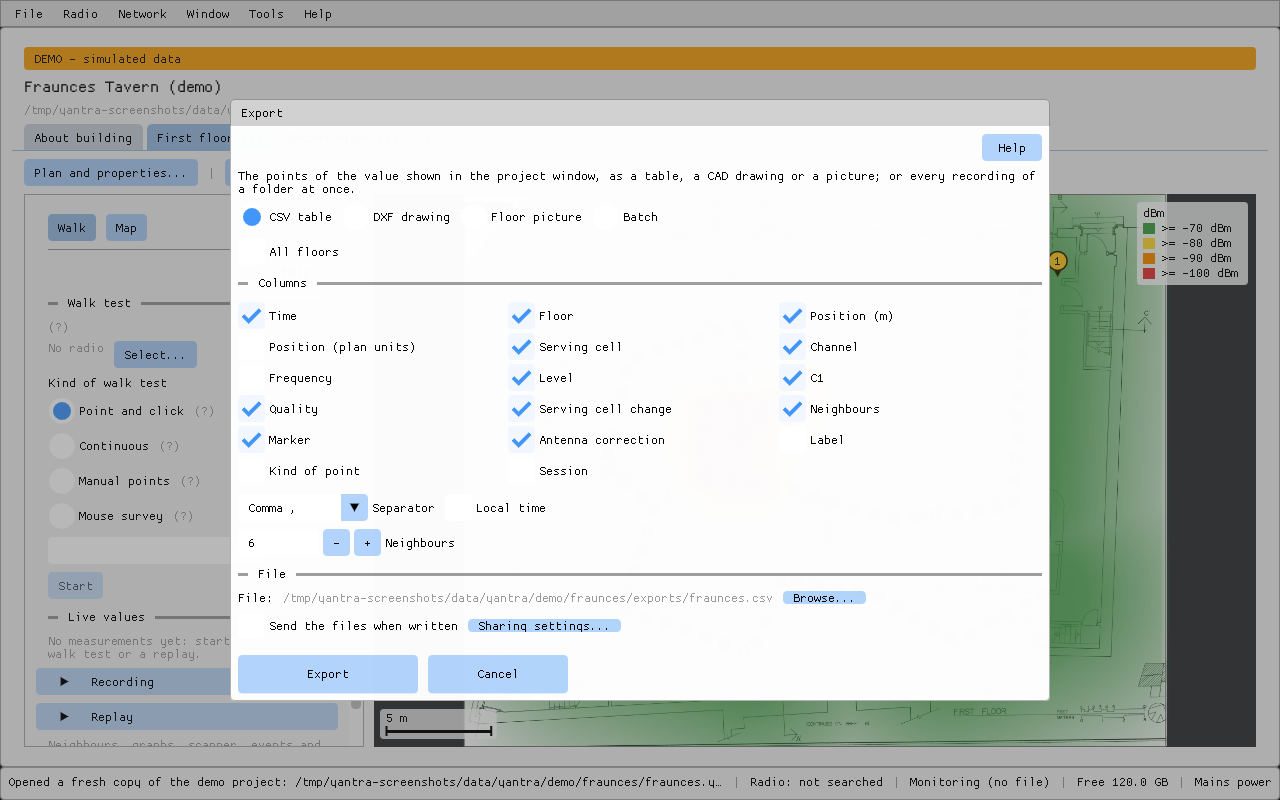 File Radio Network Window Tools Help
DEMO - simulated data
Fraunces Tavern (demo)
/tmp/yantra-screenshots/data/
About building First floor
Plan and properties... |
Export
Help
The points of the value shown in the project window, as a table, a CAD drawing or a picture; or every recording of
a folder at once.
CSV table DXF drawing Floor picture Batch
All floors
Columns
Time Floor Position (m)
Position (plan units) Serving cell Channel
Frequency Level C1
Quality Serving cell change Neighbours
Marker Antenna correction Label
Kind of point Session
Comma , ▼ Separator Local time
6 - + Neighbours
File
File: /tmp/yantra-screenshots/data/yantra/demo/fraunces/exports/fraunces.csv Browse...
Send the files when written Sharing settings...
Export Cancel
Walk Map
Walk test
(?)
No radio Select...
Kind of walk test
Point and click (?)
Continuous (?)
Manual points (?)
Mouse survey (?)
Start
Live values
No measurements yet: start
walk test or a replay.
Recording
Replay
Neighbours, graphs, scanner, events and
dBm
>= -70 dBm
>= -80 dBm
>= -90 dBm
>= -100 dBm
1
5 m
FIRST FLOOR
Opened a fresh copy of the demo project: /tmp/yantra-screenshots/data/yantra/demo/fraunces/fraunces.y… | Radio: not searched | Monitoring (no file) | Free 120.0 GB | Mains power